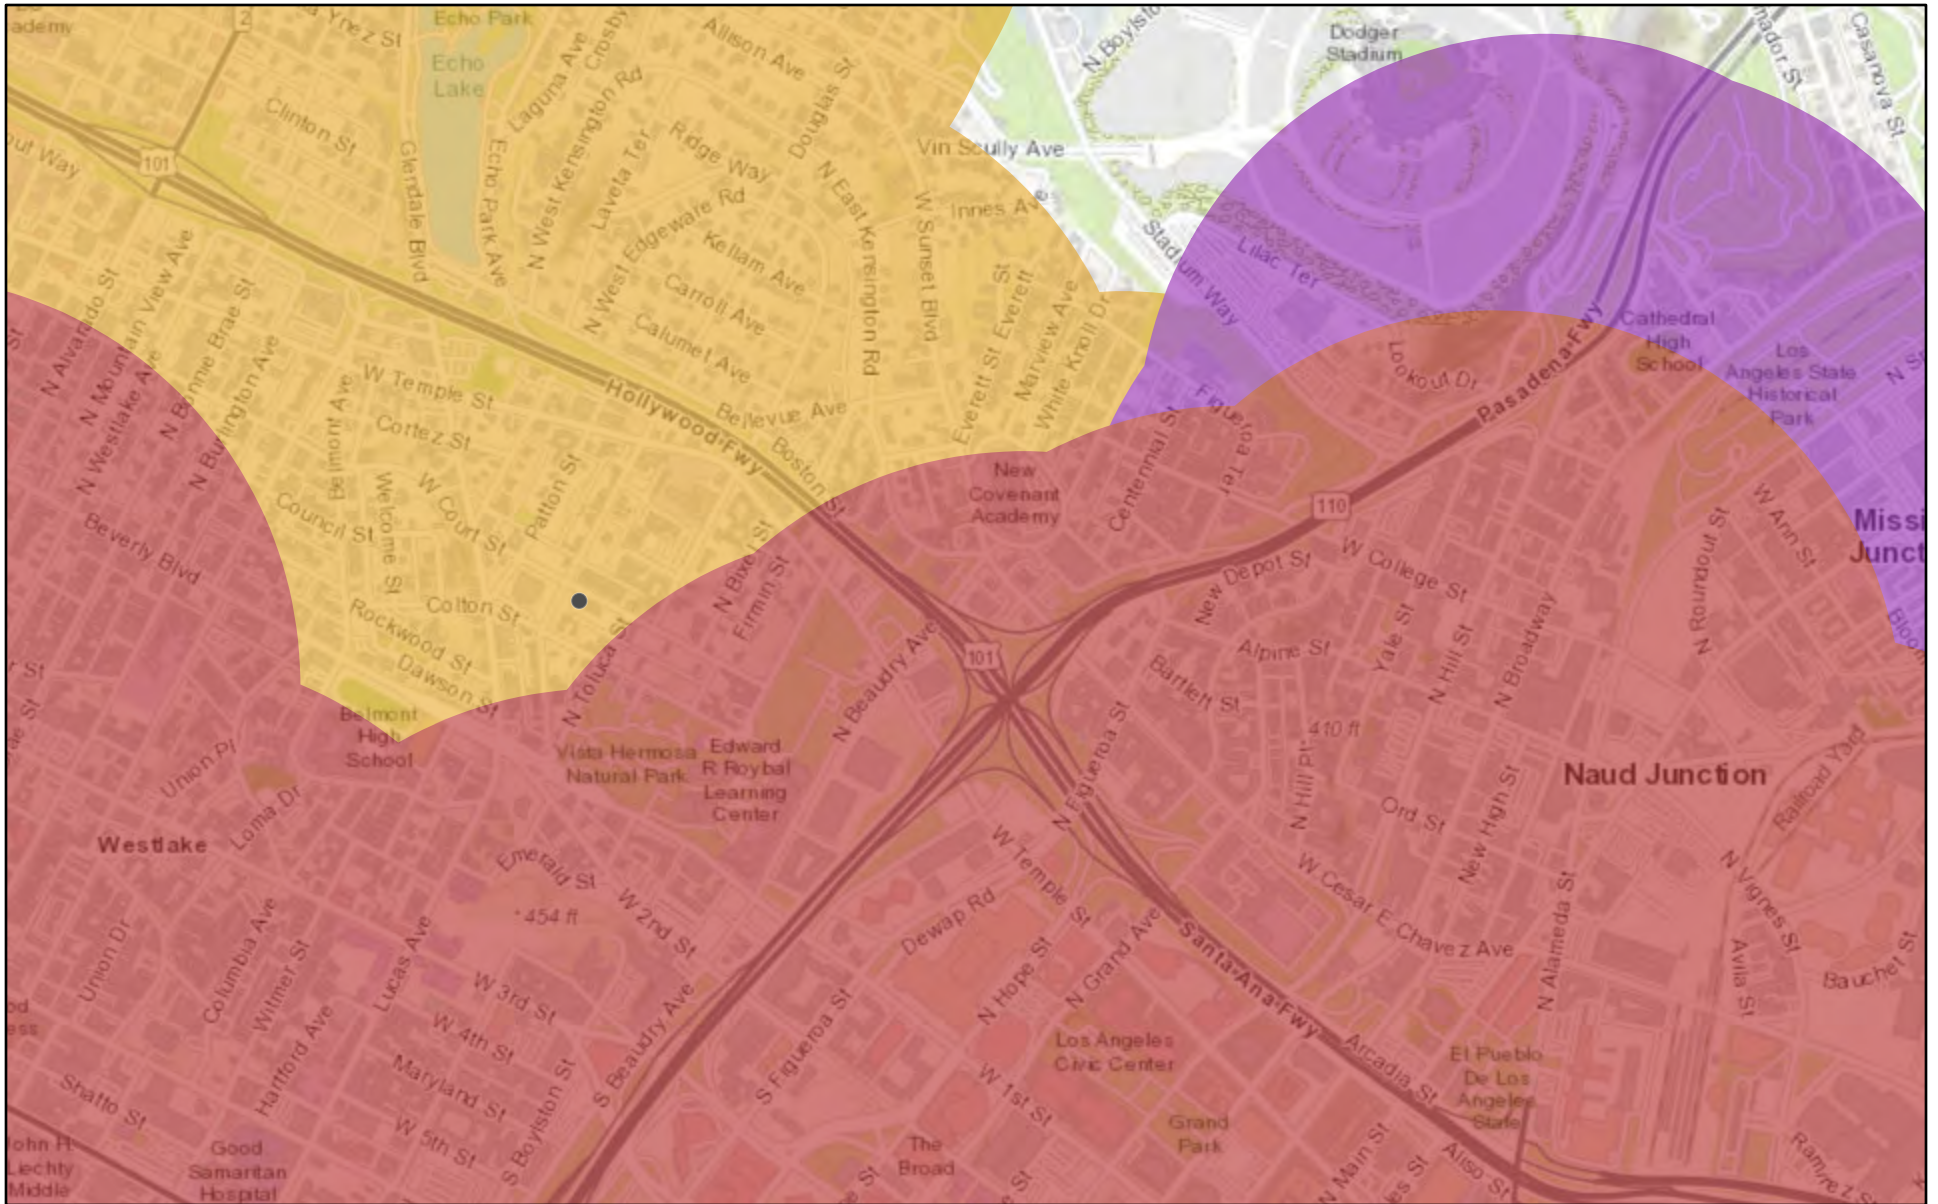 ademy
2
Ynez St
Echo Park
Echo
Lake
Laguna Ave
Crosby
Allison Ave
Douglas St
N Boylsto
Dodger
Stadium
Casanova St
Clinton St
101
Glendale Blvd
Echo Park Ave
N West Kensington Rd
Laveta Ter
Ridge Way
N West Edgeware Rd
N East Kensington Rd
Vin Scully Ave
W Sunset Blvd
Innes Av
Stadium Way
Lilac Ter
Kellam Ave
Carroll Ave
Calumet Ave
Everett St
Everett
Marview Ave
White Knoll Dr
Pasadena Fwy
Cathedral
High
School
Los
Angeles State
Historical
Park
Lookout Dr
N Alvarado St
N Mountain View Ave
N Westlake Ave
N Bonnie Brae St
N Burlington Ave
Belmont Ave
W Temple St
Cortez St
Hollywood Fwy
Bellevue Ave
Boston St
Figueroa Ter
Centennial St
New
Covenant
Academy
110
Council St
Welcome St
W Court St
Patton St
Beverly Blvd
Rockwood St
Colton St
Dawson St
N Toluca St
N Bixel St
Firmin St
New Depot St
W College St
Yale St
N Hill St
N Broadway
N Roundout St
W Ann St
Missi
Junct
101
N Beaudry Ave
Alpine St
Bartlett St
410 ft
Belmont
High
School
Vista Hermosa
Natural Park
Edward
R Roybal
Learning
Center
N Figueroa St
N Hill Pl
Ord St
New High St
Naud Junction
Railroad Yard
Union Pl
Loma Dr
Westlake
Emerald St
454 ft
W 2nd St
W Temple St
Dewap Rd
W Cesar E Chavez Ave
N Alameda St
N Vignes St
Avila St
Bauchet St
Union Dr
Columbia Ave
Witmer St
Lucas Ave
Hartford Ave
W 3rd St
W 4th St
Maryland St
W 5th St
S Boylston St
S Beaudry Ave
S Figueroa St
N Hope St
N Grand Ave
Santa Ana Fwy
Los Angeles
Civic Center
W 1st St
Arcadia St
El Pueblo
De Los
Angeles
State
Shatto St
John H
Liechty
Middle
Good
Samaritan
Hospital
The
Broad
Grand
Park
N Main St
Aliso St